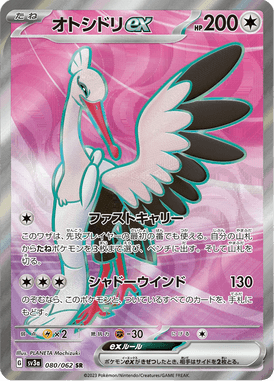 たね オトシドリex HP 200
ファストキャリー
このワザは、先攻プレイヤーの最初の番でも使える。自分の山札
からたねポケモンを3枚まで選び、ベンチに出す。そして山札を
切る。
シャドーウインド 130
のぞむなら、このポケモンと、ついているすべてのカードを、手札に
もどす。
×2 -30
exルール
ポケモンexがきぜつしたとき、相手はサイドを2枚とる。
Illus. PLANETA Mochizuki
sv3a 080/062 SR
©2023 Pokémon/Nintendo/Creatures/GAME FREAK